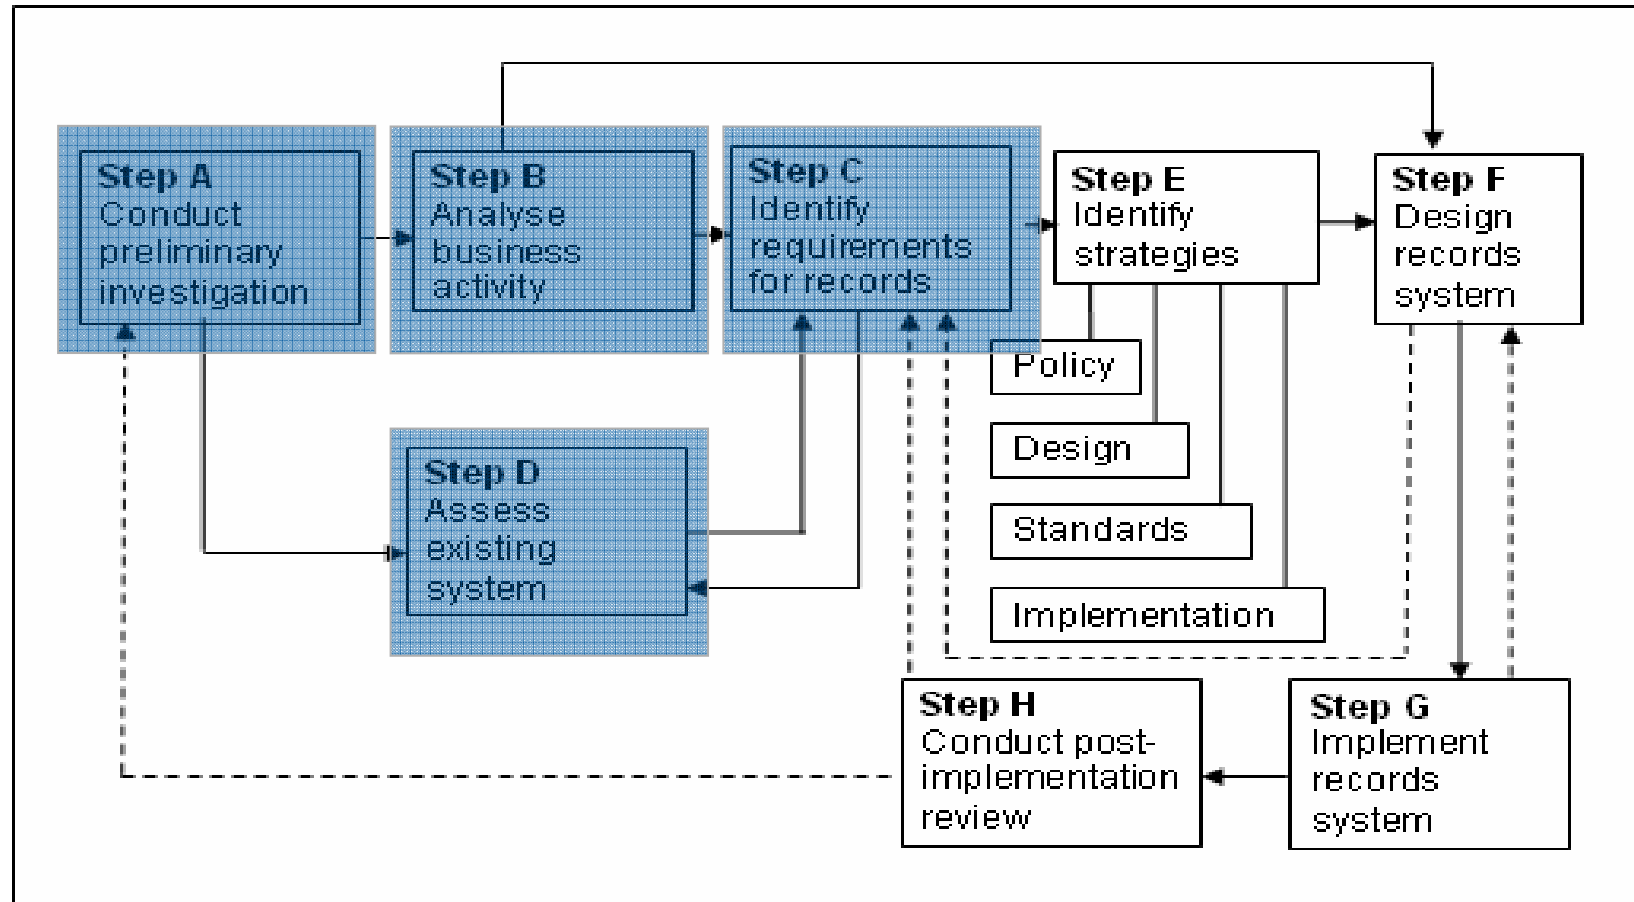 Step A
Conduct
preliminary
investigation
Step B
Analyse
business
activity
Step C
Identify
requirements
for records
Step E
Identify
strategies
Step F
Design
records
system
Policy
Design
Standards
Implementation
Step D
Assess
existing
system
Step H
Conduct post-
implementation
review
Step G
Implement
records
system